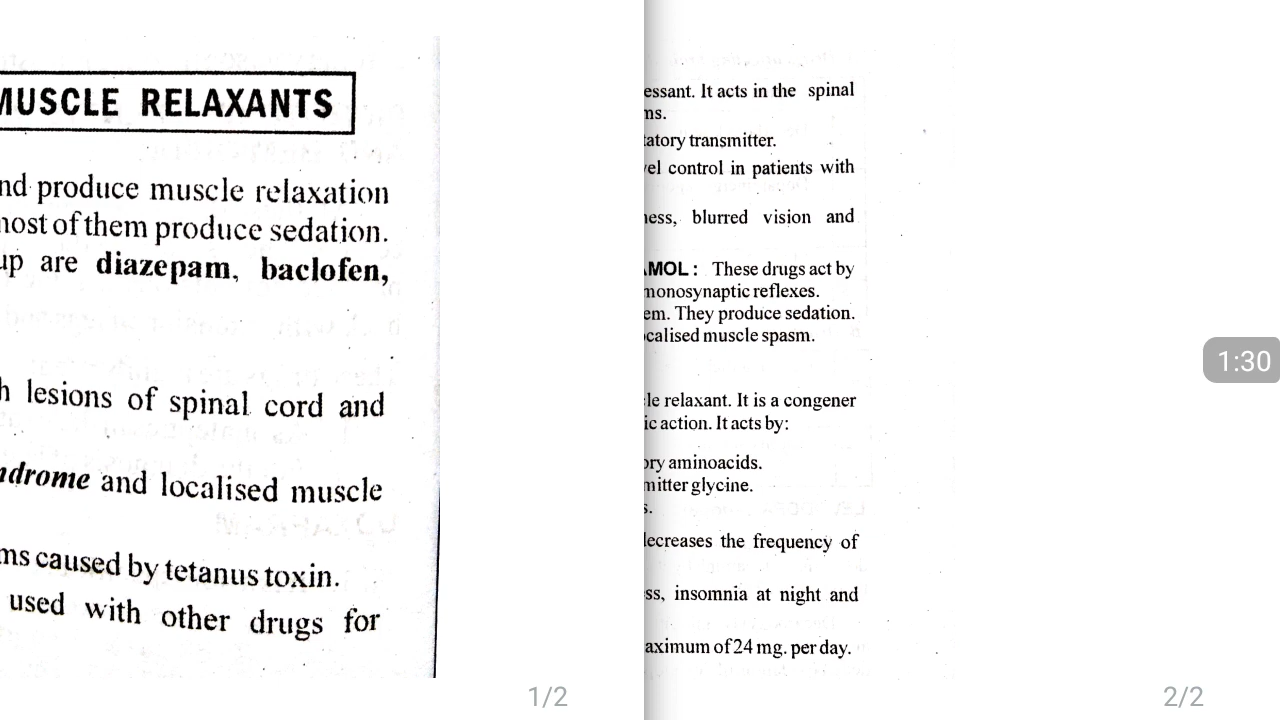 MUSCLE RELAXANTS
nd produce muscle relaxation
most of them produce sedation.
up are diazepam, baclofen,
h lesions of spinal cord and
ndrome and localised muscle
ms caused by tetanus toxin.
used with other drugs for
1/2
essant. It acts in the spinal
ns.
tatory transmitter.
vel control in patients with
ness, blurred vision and
AMOL : These drugs act by
monosynaptic reflexes.
em. They produce sedation.
ocalised muscle spasm.
le relaxant. It is a congener
ic action. It acts by:
ory aminoacids.
mitter glycine.
s.
decreases the frequency of
ss, insomnia at night and
aximum of 24 mg. per day.
1:30
2/2